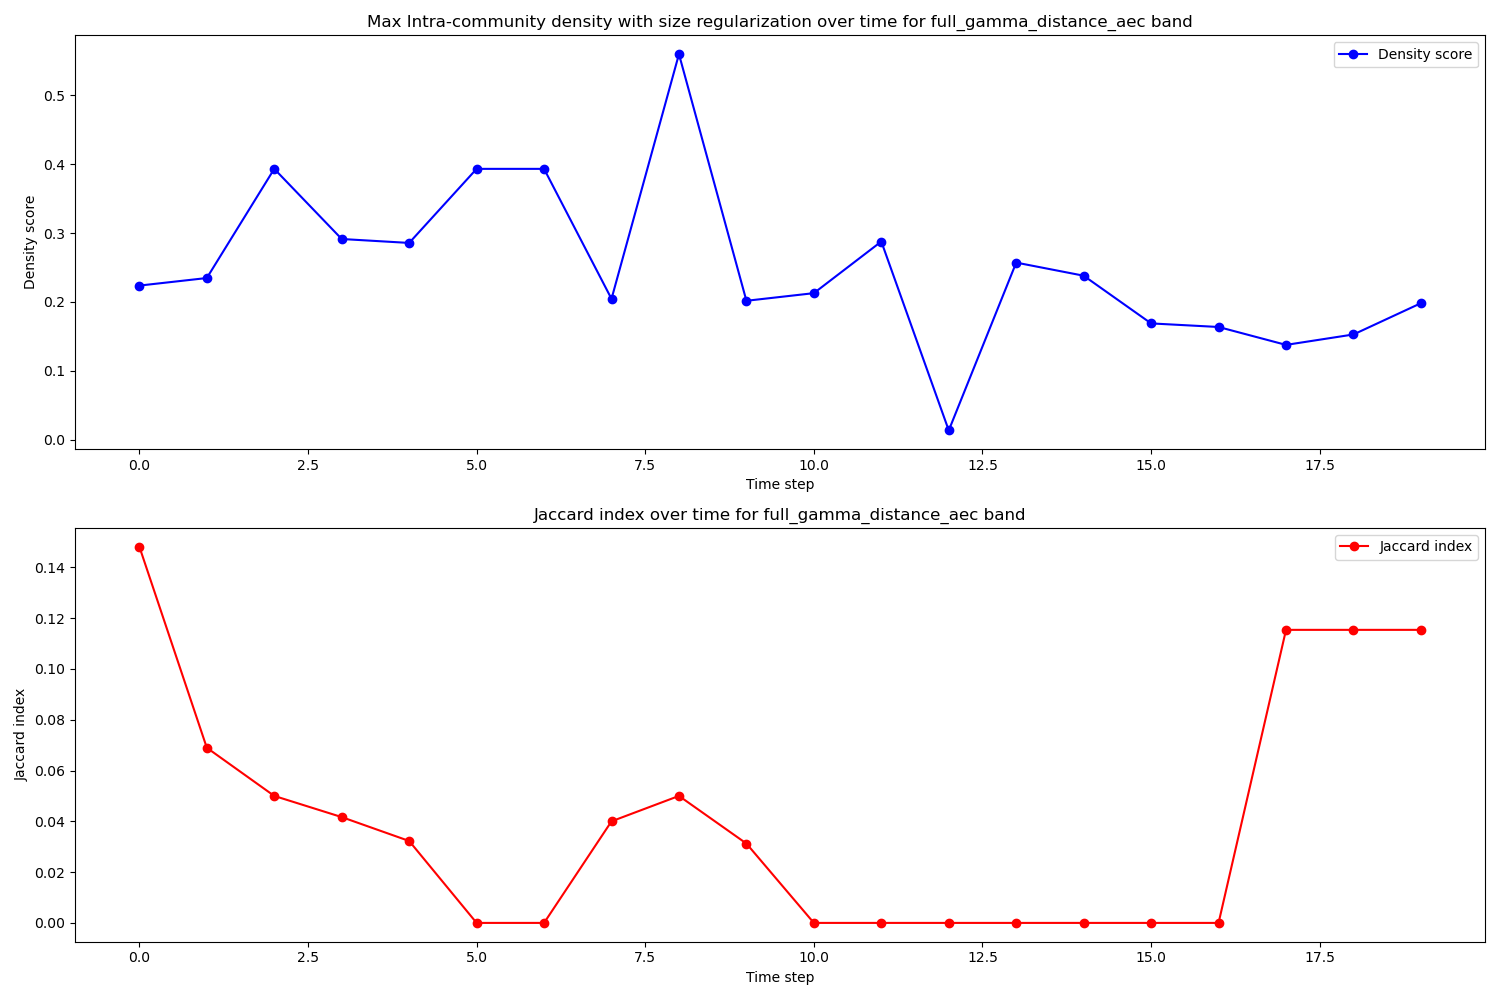 Max Intra-community density with size regularization over time for full_gamma_distance_aec band
Density score
Density score
0.5
0.4
0.3
0.2
0.1
0.0
0.0 2.5 5.0 7.5 10.0 12.5 15.0 17.5
Time step
Jaccard index over time for full_gamma_distance_aec band
Jaccard index
Jaccard index
0.14
0.12
0.10
0.08
0.06
0.04
0.02
0.00
0.0 2.5 5.0 7.5 10.0 12.5 15.0 17.5
Time step